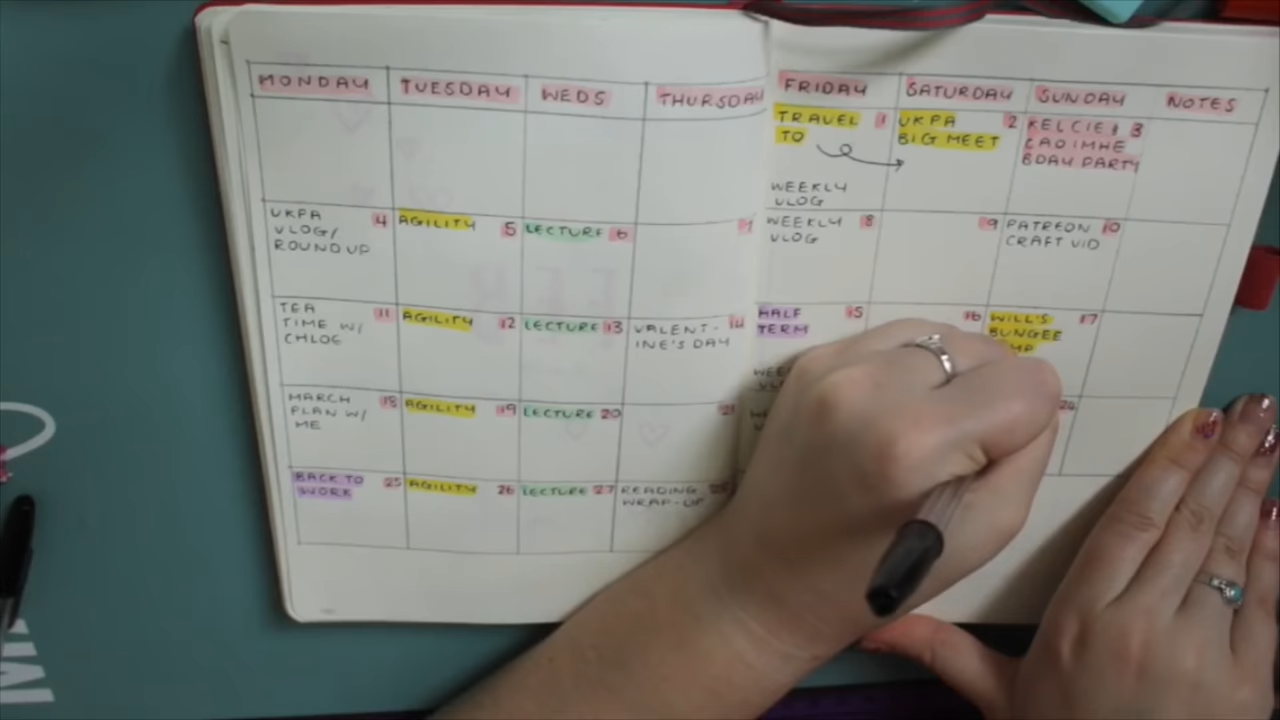 MONDAY TUESDAY WEDS THURSDAY FRIDAY SATURDAY SUNDAY NOTES
TRAVEL 1
TO
WEEKLY
VLOG
UKPA 2
BIG MEET
KELCIE & 3
CAOIMHE
BDAY PARTY
UKPA 4
VLOG/
ROUND UP
AGILITY 5
LECTURE 6
7
WEEKLY 8
VLOG
9
PATREON 10
CRAFT VID
TEA 11
TIME W/
CHLOE
AGILITY 12
LECTURE 13
VALENT- 14
INE'S DAY
HALF 15
TERM
16
WILL'S 17
BUNGEE
MARCH 18
PLAN W/
ME
AGILITY 19
LECTURE 20
21
24
BACK TO 25
WORK
AGILITY 26
LECTURE 27
READING 28
WRAP-UP